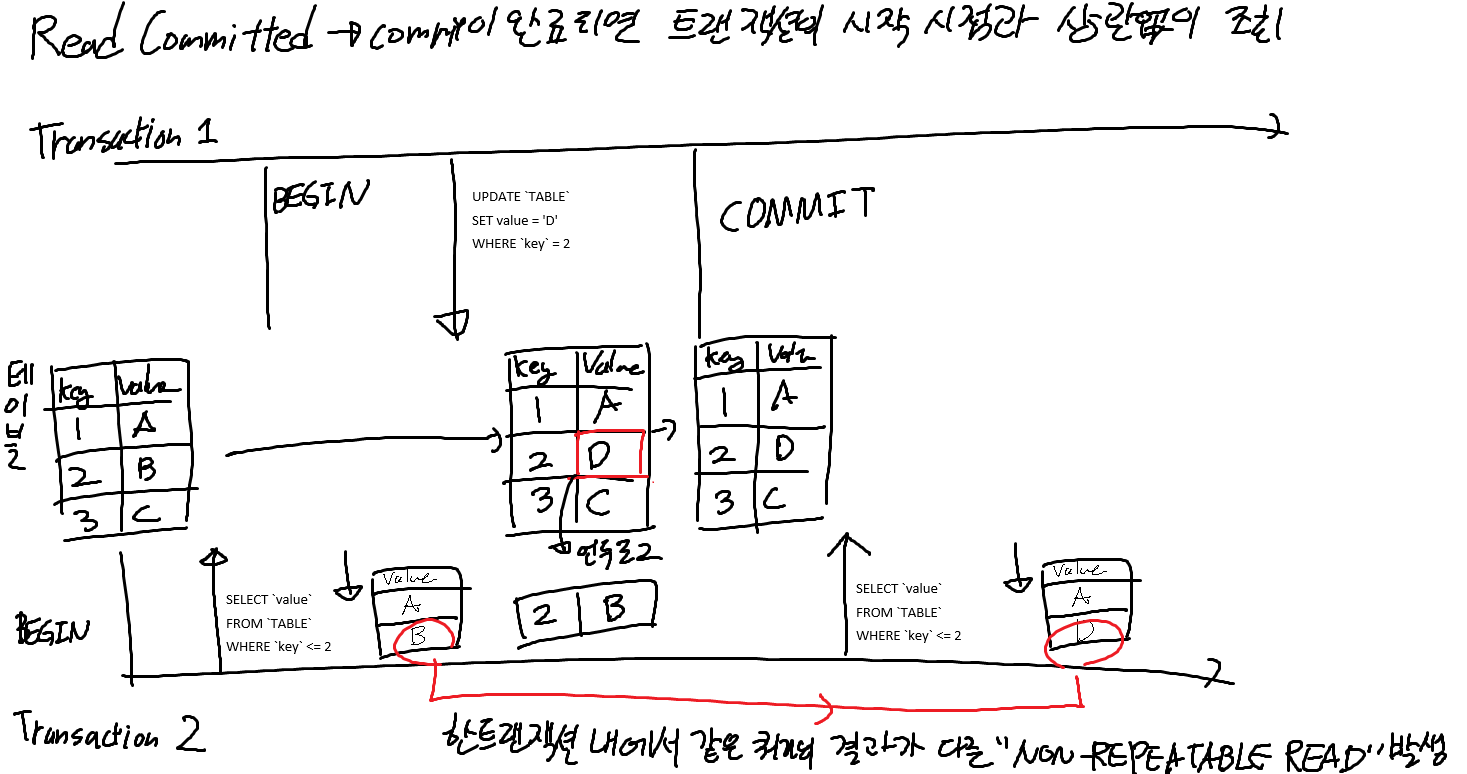 Read Committed → commit이 완료되면 트랜잭션의 시작 시점과 상관없이 조회
Transaction 1
BEGIN
UPDATE `TABLE`
SET value = 'D'
WHERE `key` = 2
COMMIT
테이블
key Value
1 A
2 B
3 C
key Value
1 A
2 D
3 C
key Value
1 A
2 D
3 C
언두로그
2 B
BEGIN
SELECT `value`
FROM `TABLE`
WHERE `key` <= 2
Value
A
B
SELECT `value`
FROM `TABLE`
WHERE `key` <= 2
Value
A
D
Transaction 2
한 트랜잭션 내에서 같은 쿼리의 결과가 다른 "NON-REPEATABLE READ" 발생